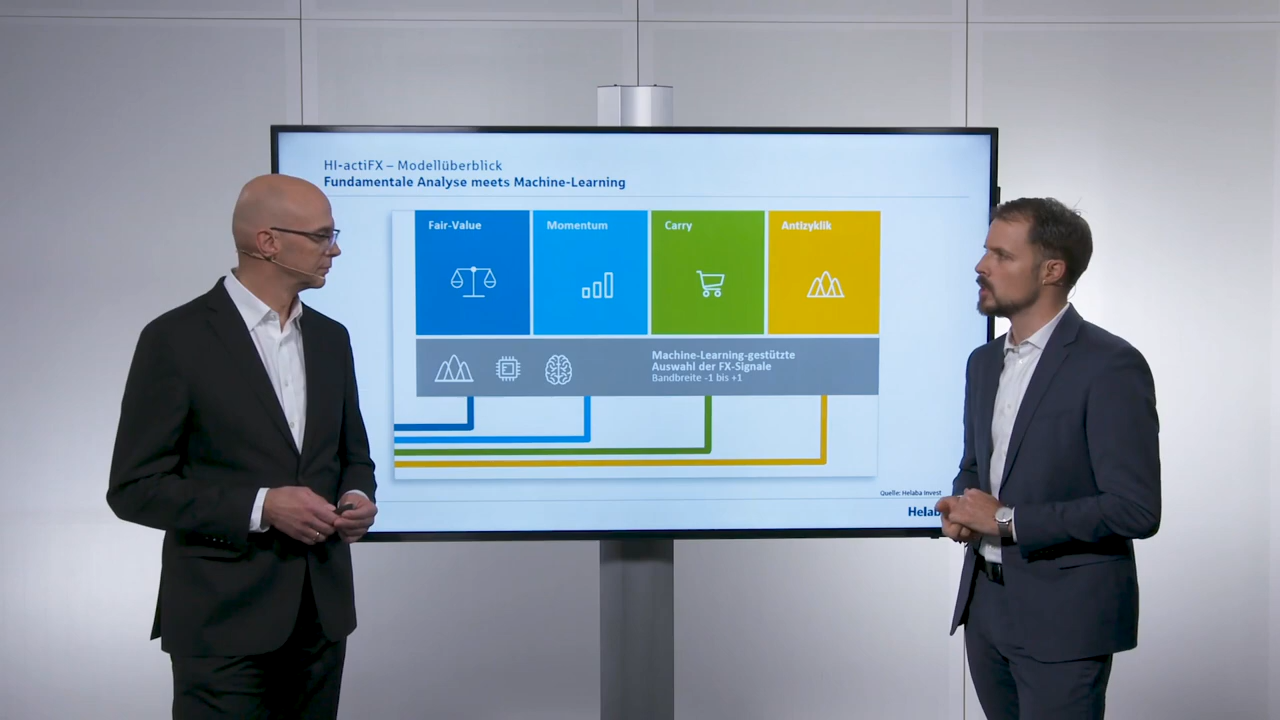 HI-actiFX – Modellüberblick
Fundamentale Analyse meets Machine-Learning
Fair-Value
Momentum
Carry
Antizyklik
Machine-Learning-gestützte
Auswahl der FX-Signale
Bandbreite -1 bis +1
Quelle: Helaba Invest
Helab